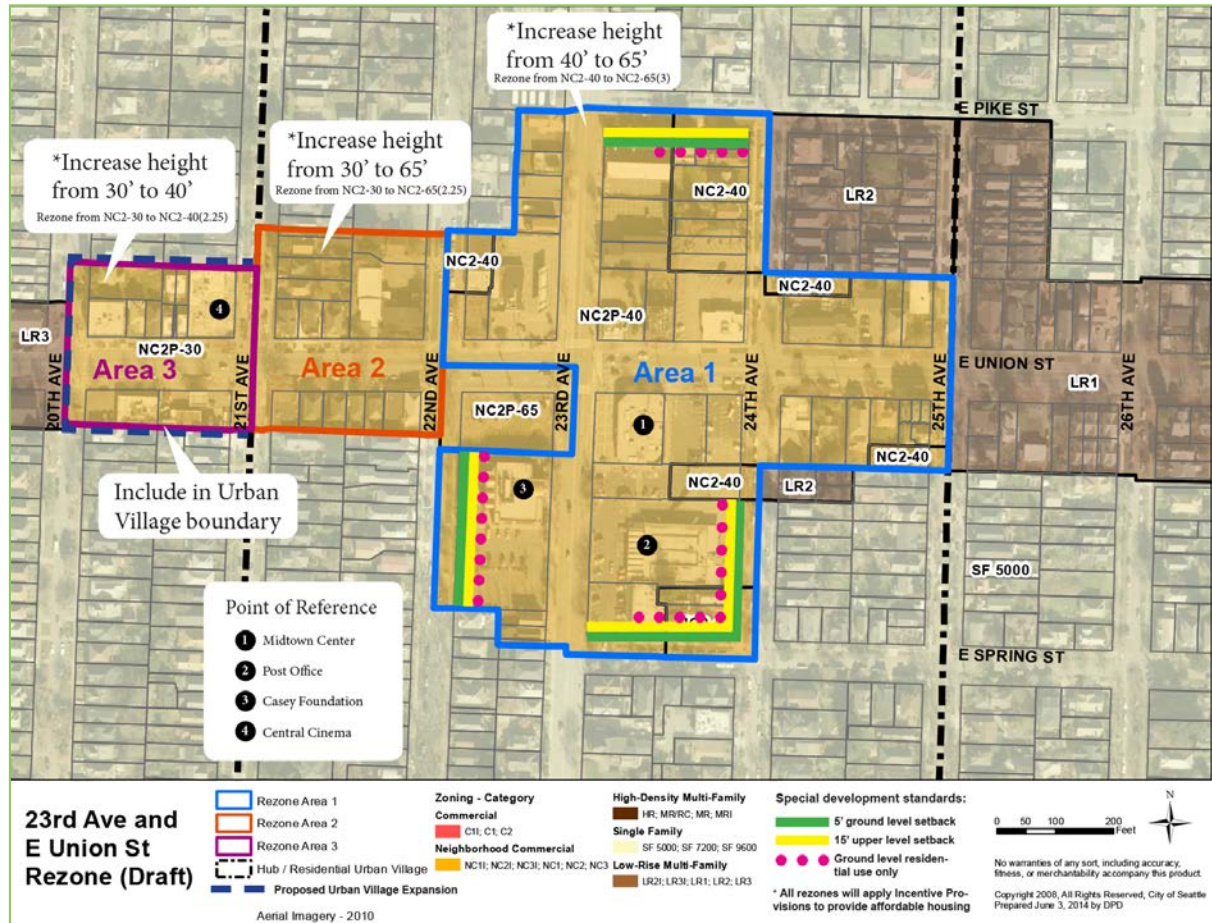 *Increase height
from 40' to 65'
Rezone from NC2-40 to NC2-65(3)
*Increase height
from 30' to 65'
Rezone from NC2-30 to NC2-65(2.25)
*Increase height
from 30' to 40'
Rezone from NC2-30 to NC2-40(2.25)
E PIKE ST
NC2-40
LR2
NC2-40
NC2-40
4
LR3
NC2P-30
NC2P-40
20TH AVE
Area 3
21ST AVE
Area 2
22ND AVE
23RD AVE
Area 1
24TH AVE
25TH AVE
E UNION ST
LR1
26TH AVE
NC2P-65
1
NC2-40
NC2-40
LR2
3
Include in Urban
Village boundary
2
SF 5000
E SPRING ST
Point of Reference
1 Midtown Center
2 Post Office
3 Casey Foundation
4 Central Cinema
23rd Ave and
E Union St
Rezone (Draft)
Rezone Area 1
Rezone Area 2
Rezone Area 3
Hub / Residential Urban Village
Proposed Urban Village Expansion
Aerial Imagery - 2010
Zoning - Category
Commercial
C1I; C1; C2
Neighborhood Commercial
NC1I; NC2I; NC3I; NC1; NC2; NC3
High-Density Multi-Family
HR; MR/RC; MR; MRI
Single Family
SF 5000; SF 7200; SF 9600
Low-Rise Multi-Family
LR2I; LR3I; LR1; LR2; LR3
Special development standards:
5' ground level setback
15' upper level setback
Ground level residen-
tial use only
* All rezones will apply Incentive Pro-
visions to provide affordable housing
0 50 100 200
Feet
N
No warranties of any sort, including accuracy,
fitness, or merchantability accompany this product.
Copyright 2008, All Rights Reserved, City of Seattle
Prepared June 3, 2014 by DPD